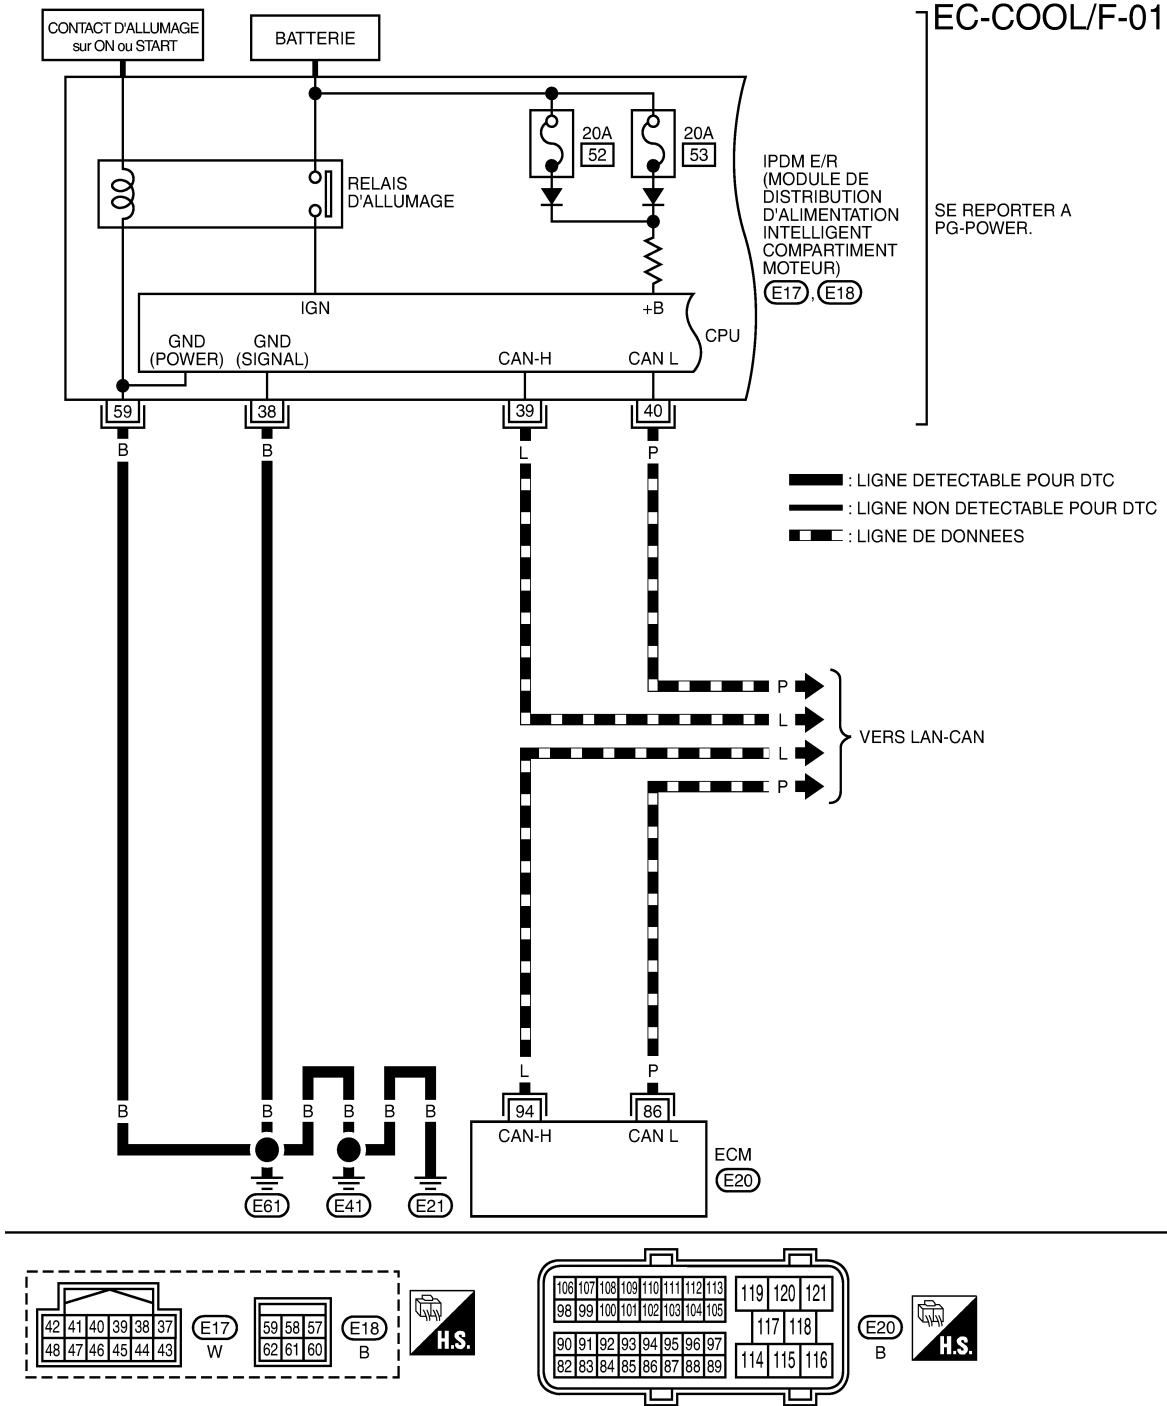 EC-COOL/F-01
CONTACT D'ALLUMAGE
sur ON ou START
BATTERIE
20A
52
20A
53
RELAIS
D'ALLUMAGE
IPDM E/R
(MODULE DE
DISTRIBUTION
D'ALIMENTATION
INTELLIGENT
COMPARTIMENT
MOTEUR)
E17 , E18
SE REPORTER A
PG-POWER.
IGN
+B
CPU
GND
(POWER)
GND
(SIGNAL)
CAN-H
CAN L
59
38
39
40
B
B
L
P
: LIGNE DETECTABLE POUR DTC
: LIGNE NON DETECTABLE POUR DTC
: LIGNE DE DONNEES
P
L
L
P
VERS LAN-CAN
L
P
B
B
B
B
B
B
94
86
CAN-H
CAN L
ECM
E20
E61
E41
E21
42 41 40 39 38 37
48 47 46 45 44 43
E17
W
59 58 57
62 61 60
E18
B
H.S.
106 107 108 109 110 111 112 113
98 99 100 101 102 103 104 105
90 91 92 93 94 95 96 97
82 83 84 85 86 87 88 89
119 120 121
117 118
114 115 116
E20
B
H.S.